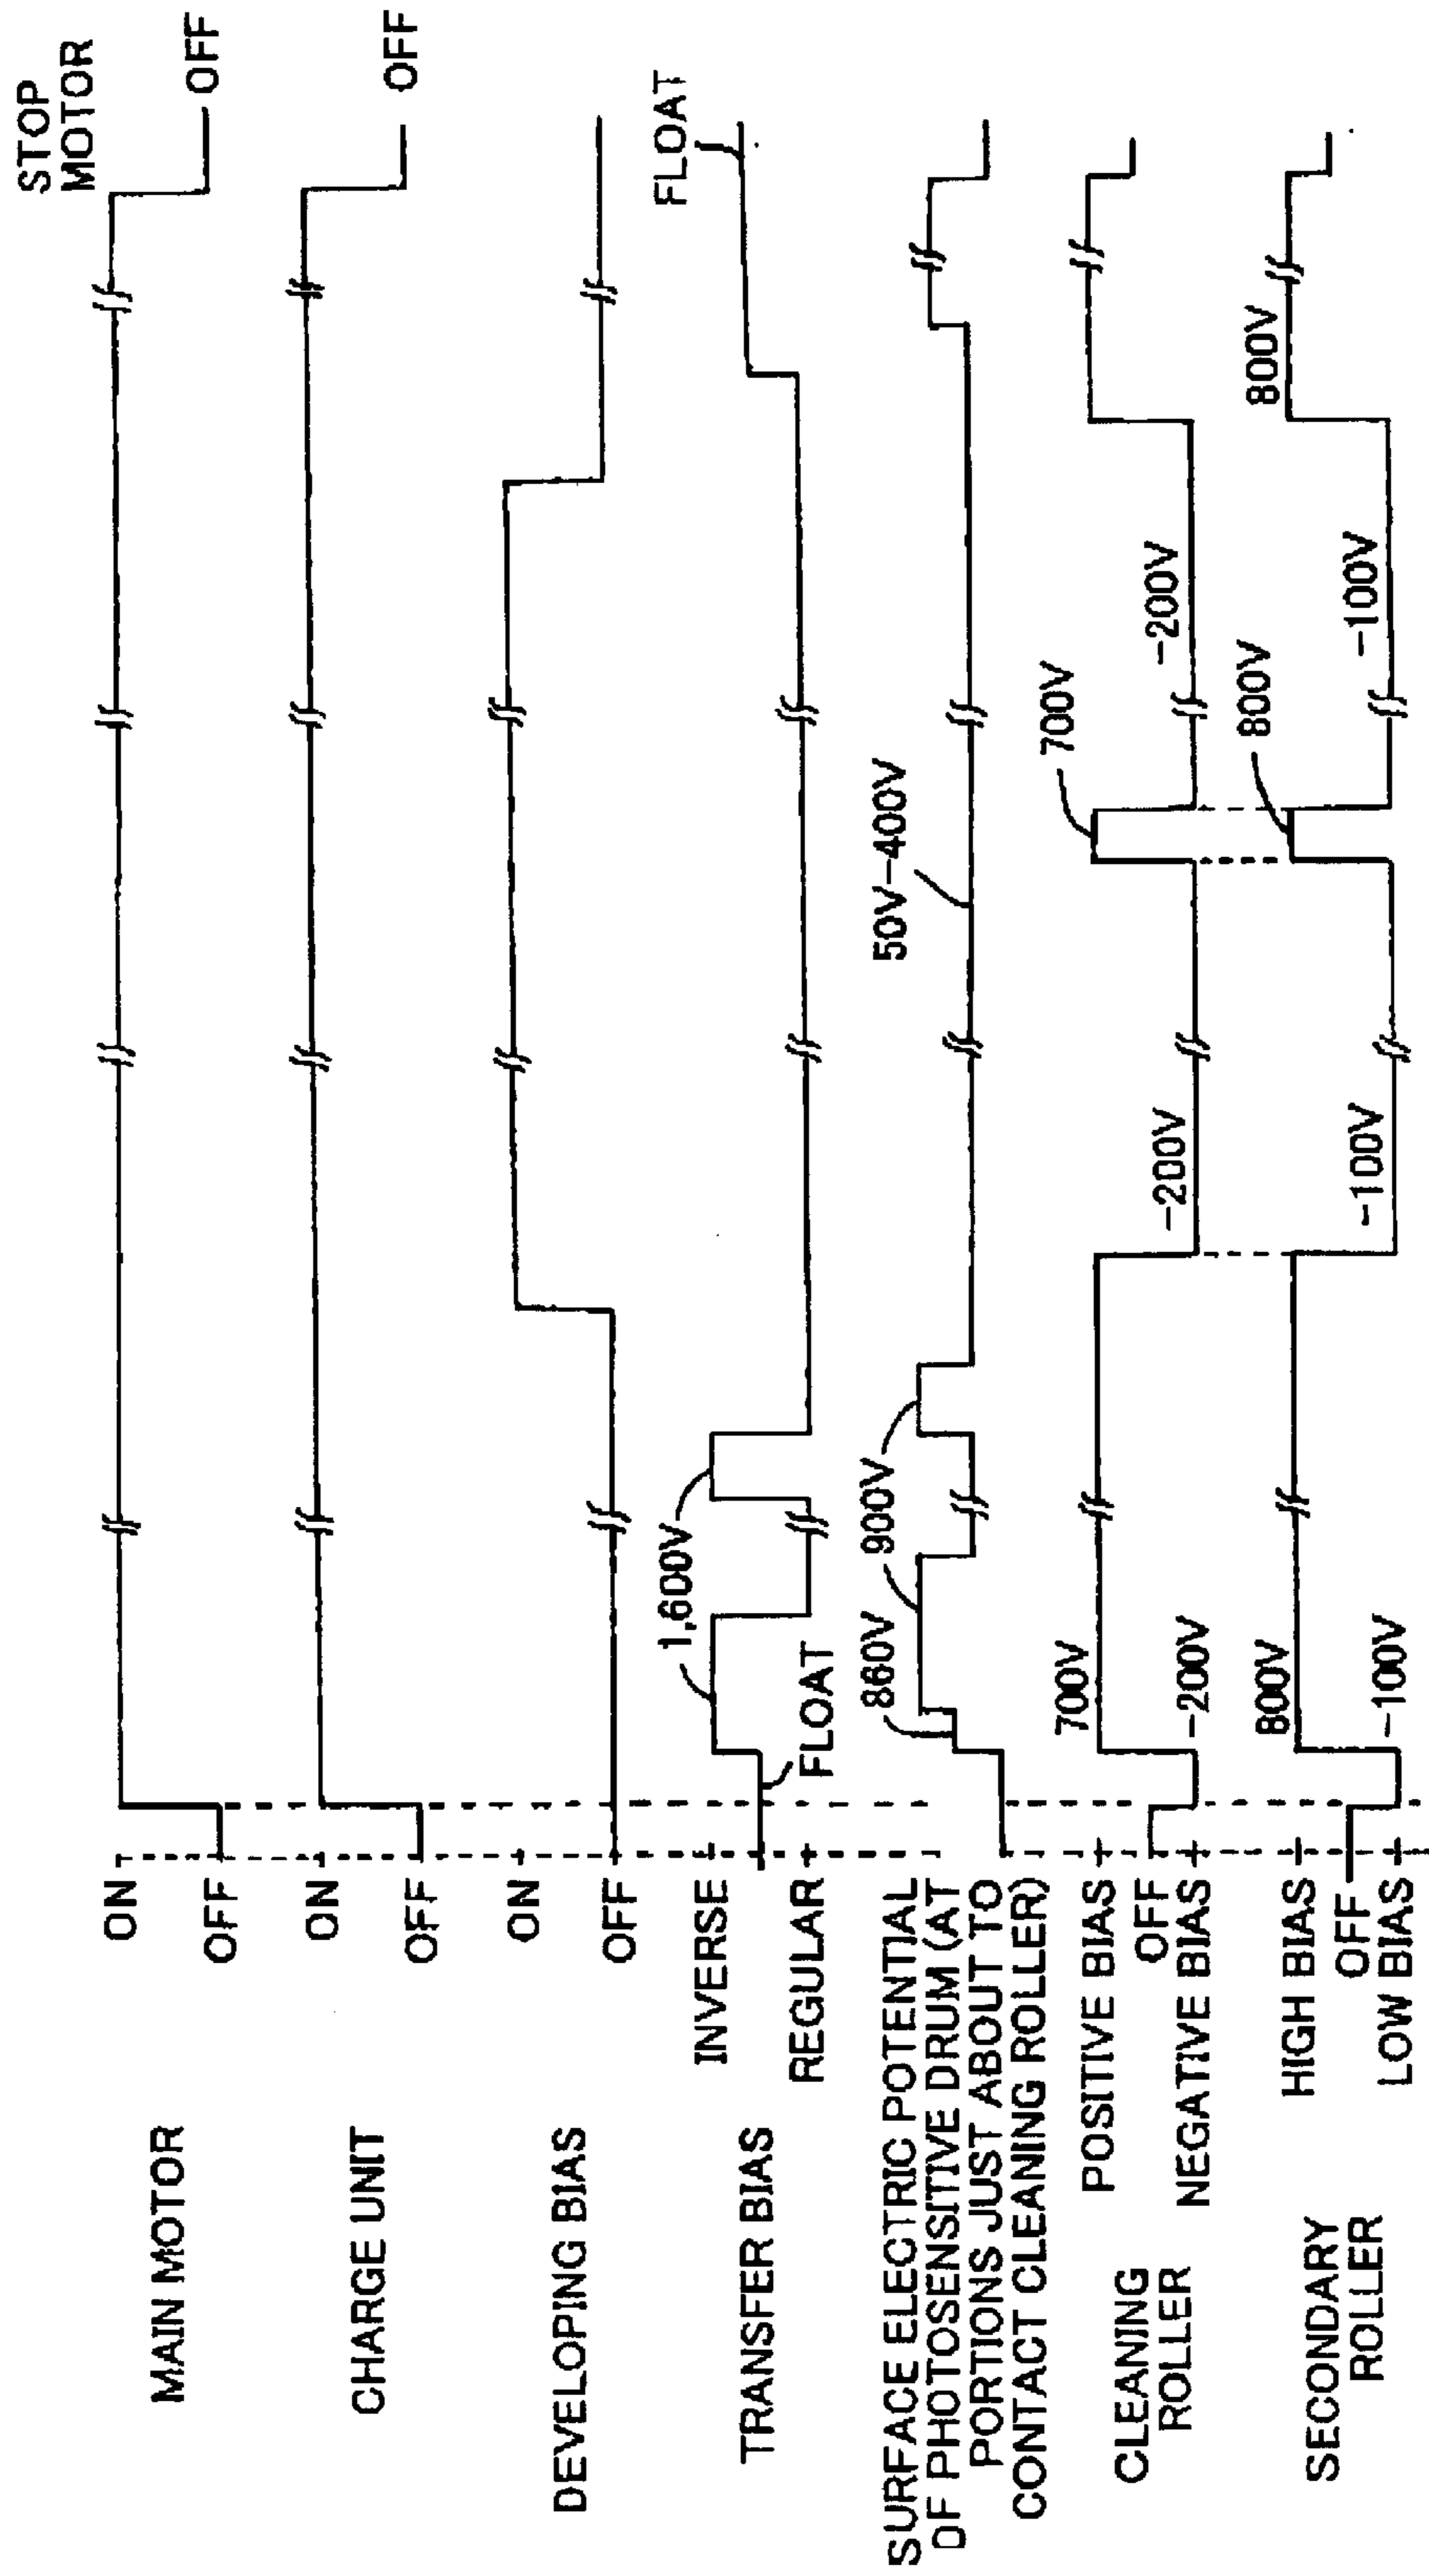 MAIN MOTOR
ON
OFF
STOP
MOTOR
OFF
CHARGE UNIT
ON
OFF
OFF
DEVELOPING BIAS
ON
OFF
TRANSFER BIAS
INVERSE
REGULAR
FLOAT
1,600V
FLOAT
SURFACE ELECTRIC POTENTIAL
OF PHOTOSENSITIVE DRUM (AT
PORTIONS JUST ABOUT TO
CONTACT CLEANING ROLLER)
860V
900V
50V-400V
CLEANING
ROLLER
POSITIVE BIAS
OFF
NEGATIVE BIAS
700V
-200V
-200V
700V
-200V
SECONDARY
ROLLER
HIGH BIAS
OFF
LOW BIAS
800V
-100V
-100V
800V
-100V
800V